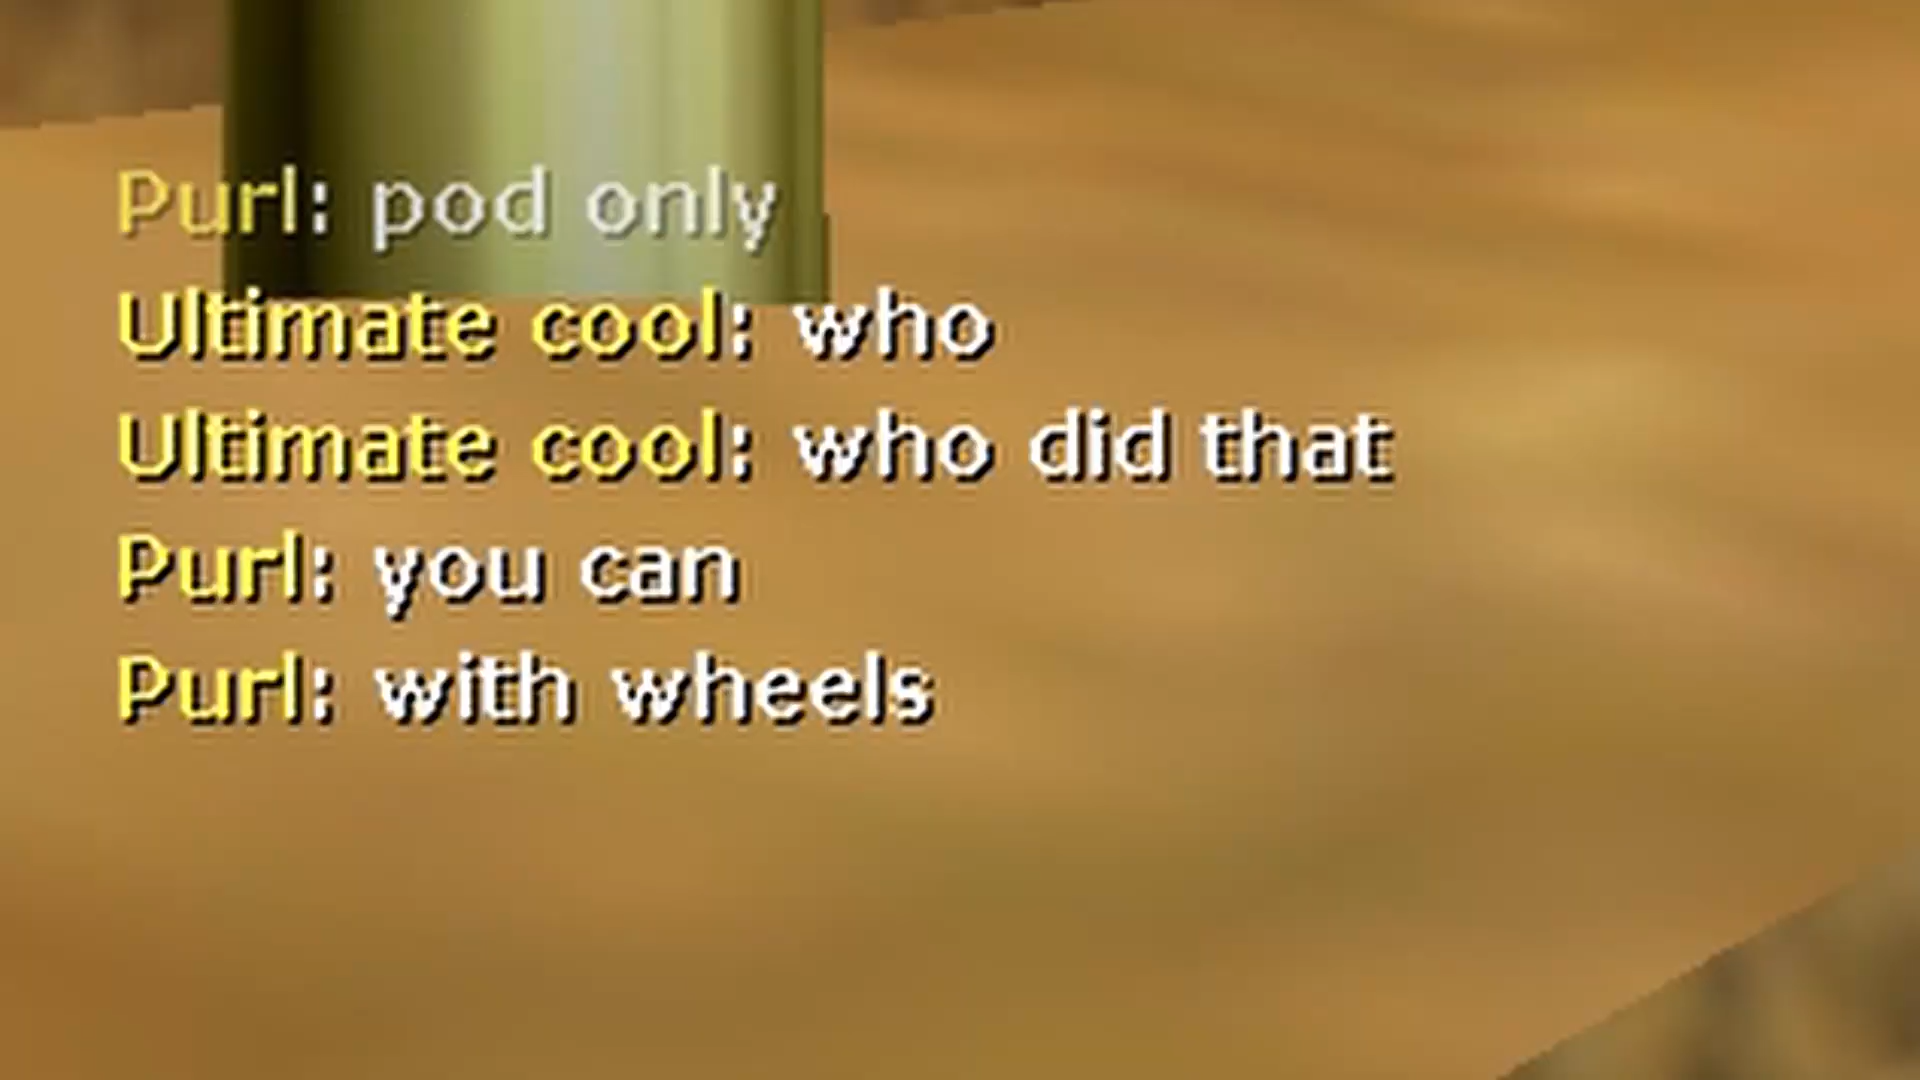 Purl: pod only
Ultimate cool: who
Ultimate cool: who did that
Purl: you can
Purl: with wheels